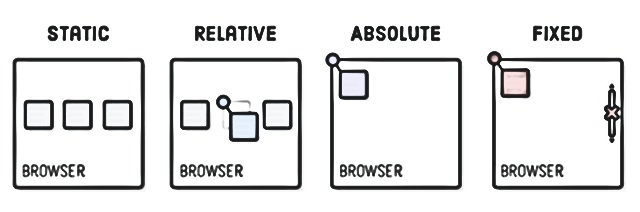 STATIC
RELATIVE
ABSOLUTE
FIXED
BROWSER
BROWSER
BROWSER
BROWSER